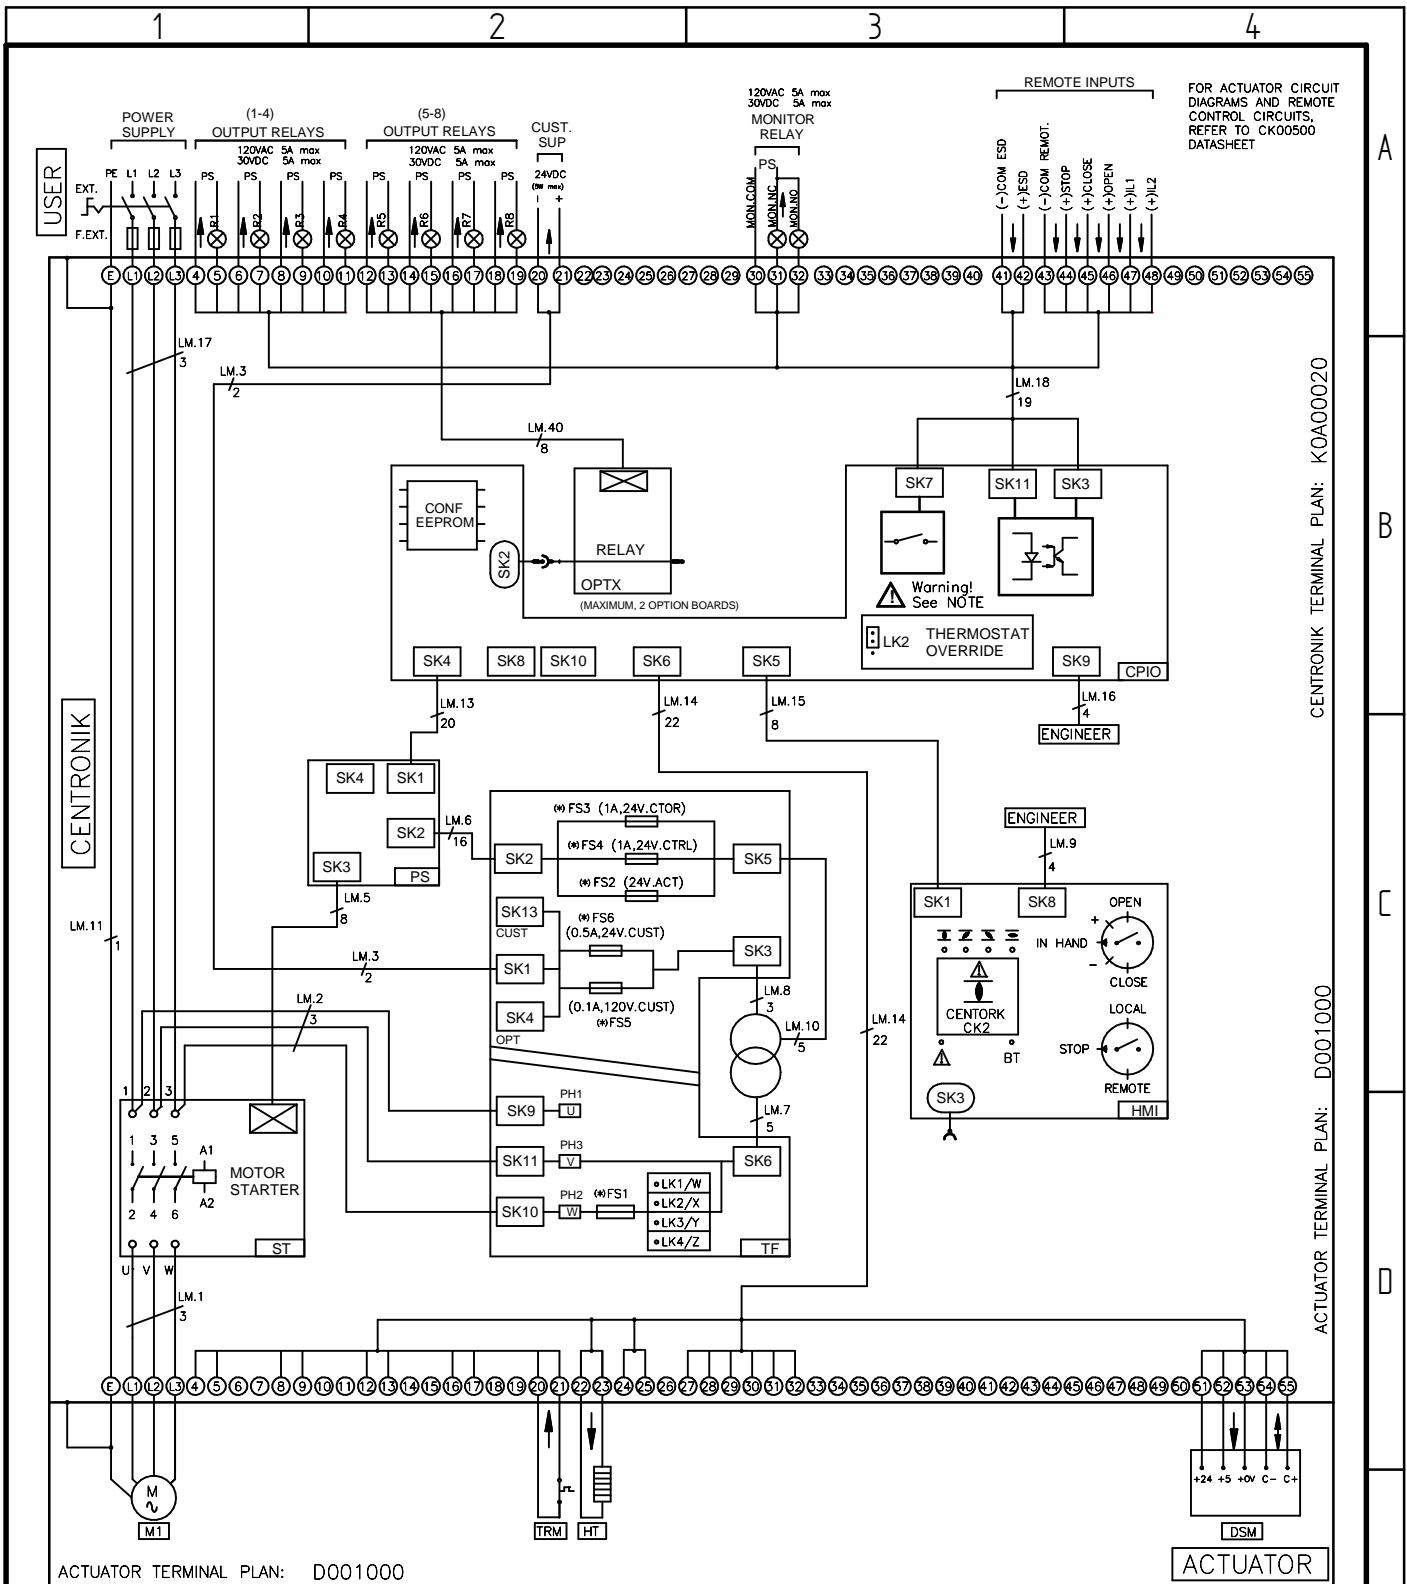 1 2 3 4
A
B
C
D
USER
POWER
SUPPLY
PE L1 L2 L3
EXT.
F.EXT.
(1-4)
OUTPUT RELAYS
120VAC 5A max
30VDC 5A max
PS PS PS PS
R1 R2 R3 R4
(5-8)
OUTPUT RELAYS
120VAC 5A max
30VDC 5A max
PS PS PS PS
R5 R6 R7 R8
CUST.
SUP
24VDC
(5W max)
- +
120VAC 5A max
30VDC 5A max
MONITOR
RELAY
PS
MON.COM
MON.NC
MON.NO
REMOTE INPUTS
(-)COM ESD
(+)ESD
(-)COM REMOT.
(+)STOP
(+)CLOSE
(+)OPEN
(+)IL1
(+)IL2
FOR ACTUATOR CIRCUIT
DIAGRAMS AND REMOTE
CONTROL CIRCUITS,
REFER TO CK00500
DATASHEET
E L1 L2 L3 4 5 6 7 8 9 10 11 12 13 14 15 16 17 18 19 20 21 22 23 24 25 26 27 28 29 30 31 32 33 34 35 36 37 38 39 40 41 42 43 44 45 46 47 48 49 50 51 52 53 54 55
LM.17
3
LM.3
2
LM.40
8
LM.18
19
CENTRONIK TERMINAL PLAN: K0A00020
CONF
EEPROM
SK2
RELAY
OPTX
(MAXIMUM, 2 OPTION BOARDS)
SK7
SK11
SK3
Warning!
See NOTE
LK2
THERMOSTAT
OVERRIDE
SK4
SK8
SK10
SK6
SK5
SK9
CPIO
LM.13
20
LM.14
22
LM.15
8
LM.16
4
ENGINEER
CENTRONIK
SK4
SK1
SK2
SK3
PS
LM.6
16
LM.5
8
(*) FS3 (1A,24V.CTOR)
(*) FS4 (1A,24V.CTRL)
(*) FS2 (24V.ACT)
SK2
SK5
SK13
CUST
(*) FS6
(0.5A,24V.CUST)
SK1
SK3
SK4
OPT
(0.1A,120V.CUST)
(*)FS5
LM.11
1
LM.3
2
LM.2
3
LM.8
3
LM.10
5
LM.14
22
LM.7
5
ENGINEER
LM.9
4
SK1
SK8
OPEN
+
IN HAND
-
CLOSE
CENTORK
CK2
BT
LOCAL
STOP
REMOTE
SK3
HMI
ACTUATOR TERMINAL PLAN: D001000
1 2 3
1 3 5
A1
A2
2 4 6
MOTOR
STARTER
ST
U V W
SK9
PH1
U
SK11
PH3
V
SK10
PH2
W
(*)FS1
SK6
LK1/W
LK2/X
LK3/Y
LK4/Z
TF
LM.1
3
E L1 L2 L3 4 5 6 7 8 9 10 11 12 13 14 15 16 17 18 19 20 21 22 23 24 25 26 27 28 29 30 31 32 33 34 35 36 37 38 39 40 41 42 43 44 45 46 47 48 49 50 51 52 53 54 55
M
M1
TRM
HT
+24 +5 +0V C- C+
DSM
ACTUATOR TERMINAL PLAN: D001000
ACTUATOR